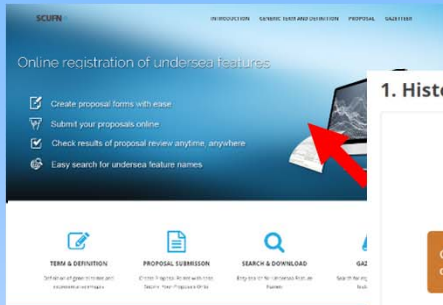 SCUFN
INTRODUCTION GENERIC TERM AND DEFINITION PROPOSAL GAZETTEER
Online registration of undersea features
Create proposal forms with ease
Submit your proposals online
Check results of proposal review anytime, anywhere
Easy search for undersea feature names
1. Histo
TERM & DEFINITION PROPOSAL SUBMISSON SEARCH & DOWNLOAD GAZ